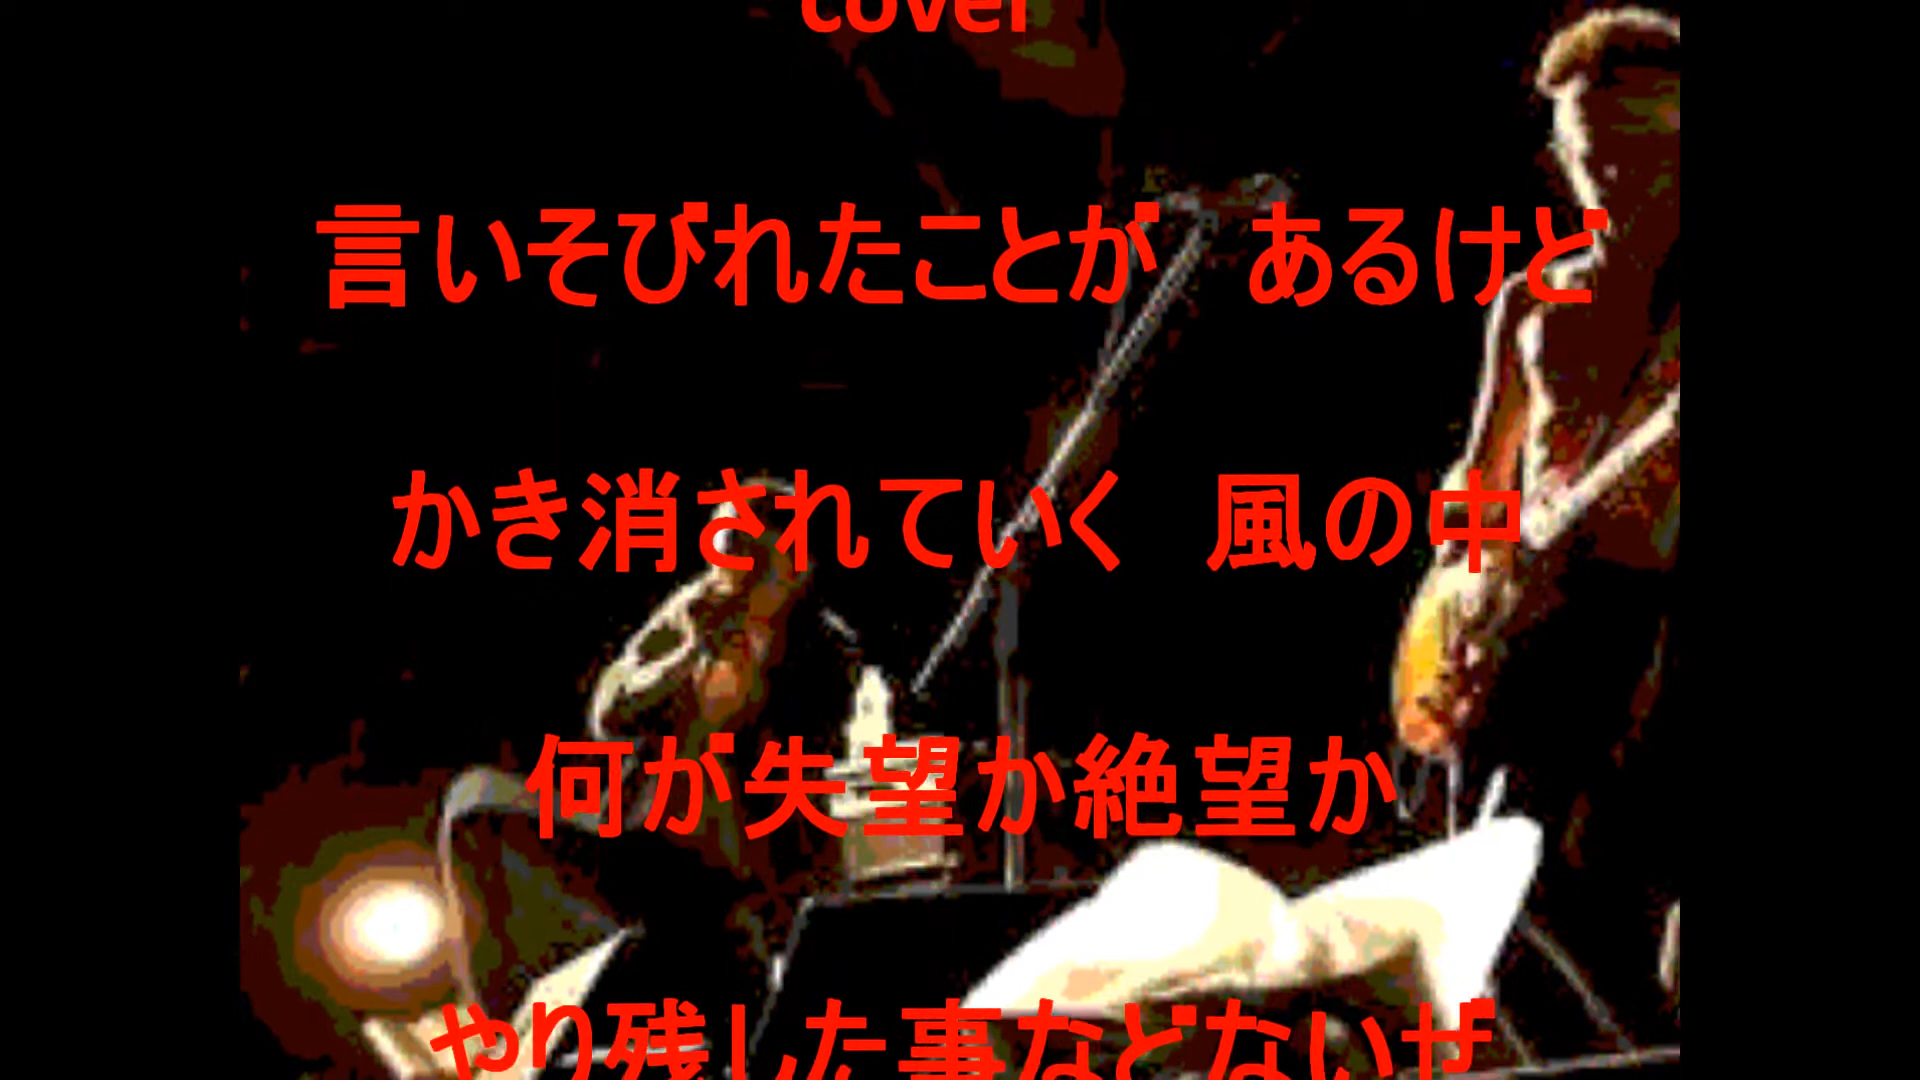 cover
言いそびれたことが　あるけど
かき消されていく　風の中
何が失望か絶望か
やり残した事などないぜ